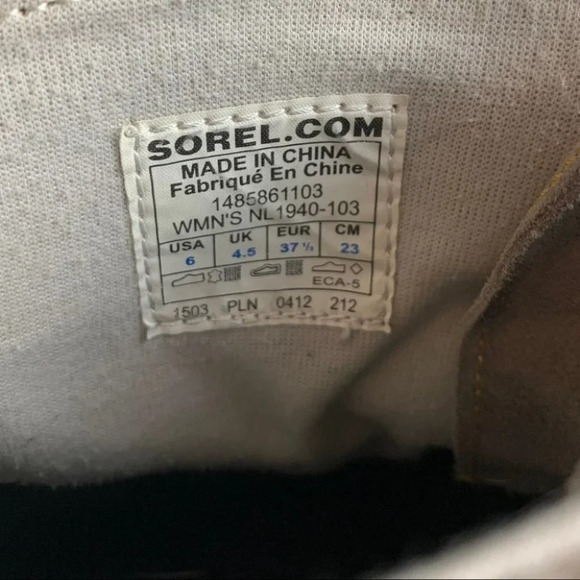 SOREL.COM
MADE IN CHINA
Fabriqué En Chine
1485861103
WMN'S NL1940-103
USA UK EUR CM
6 4.5 37 ½ 23
ECA-5
1503 PLN 0412 212